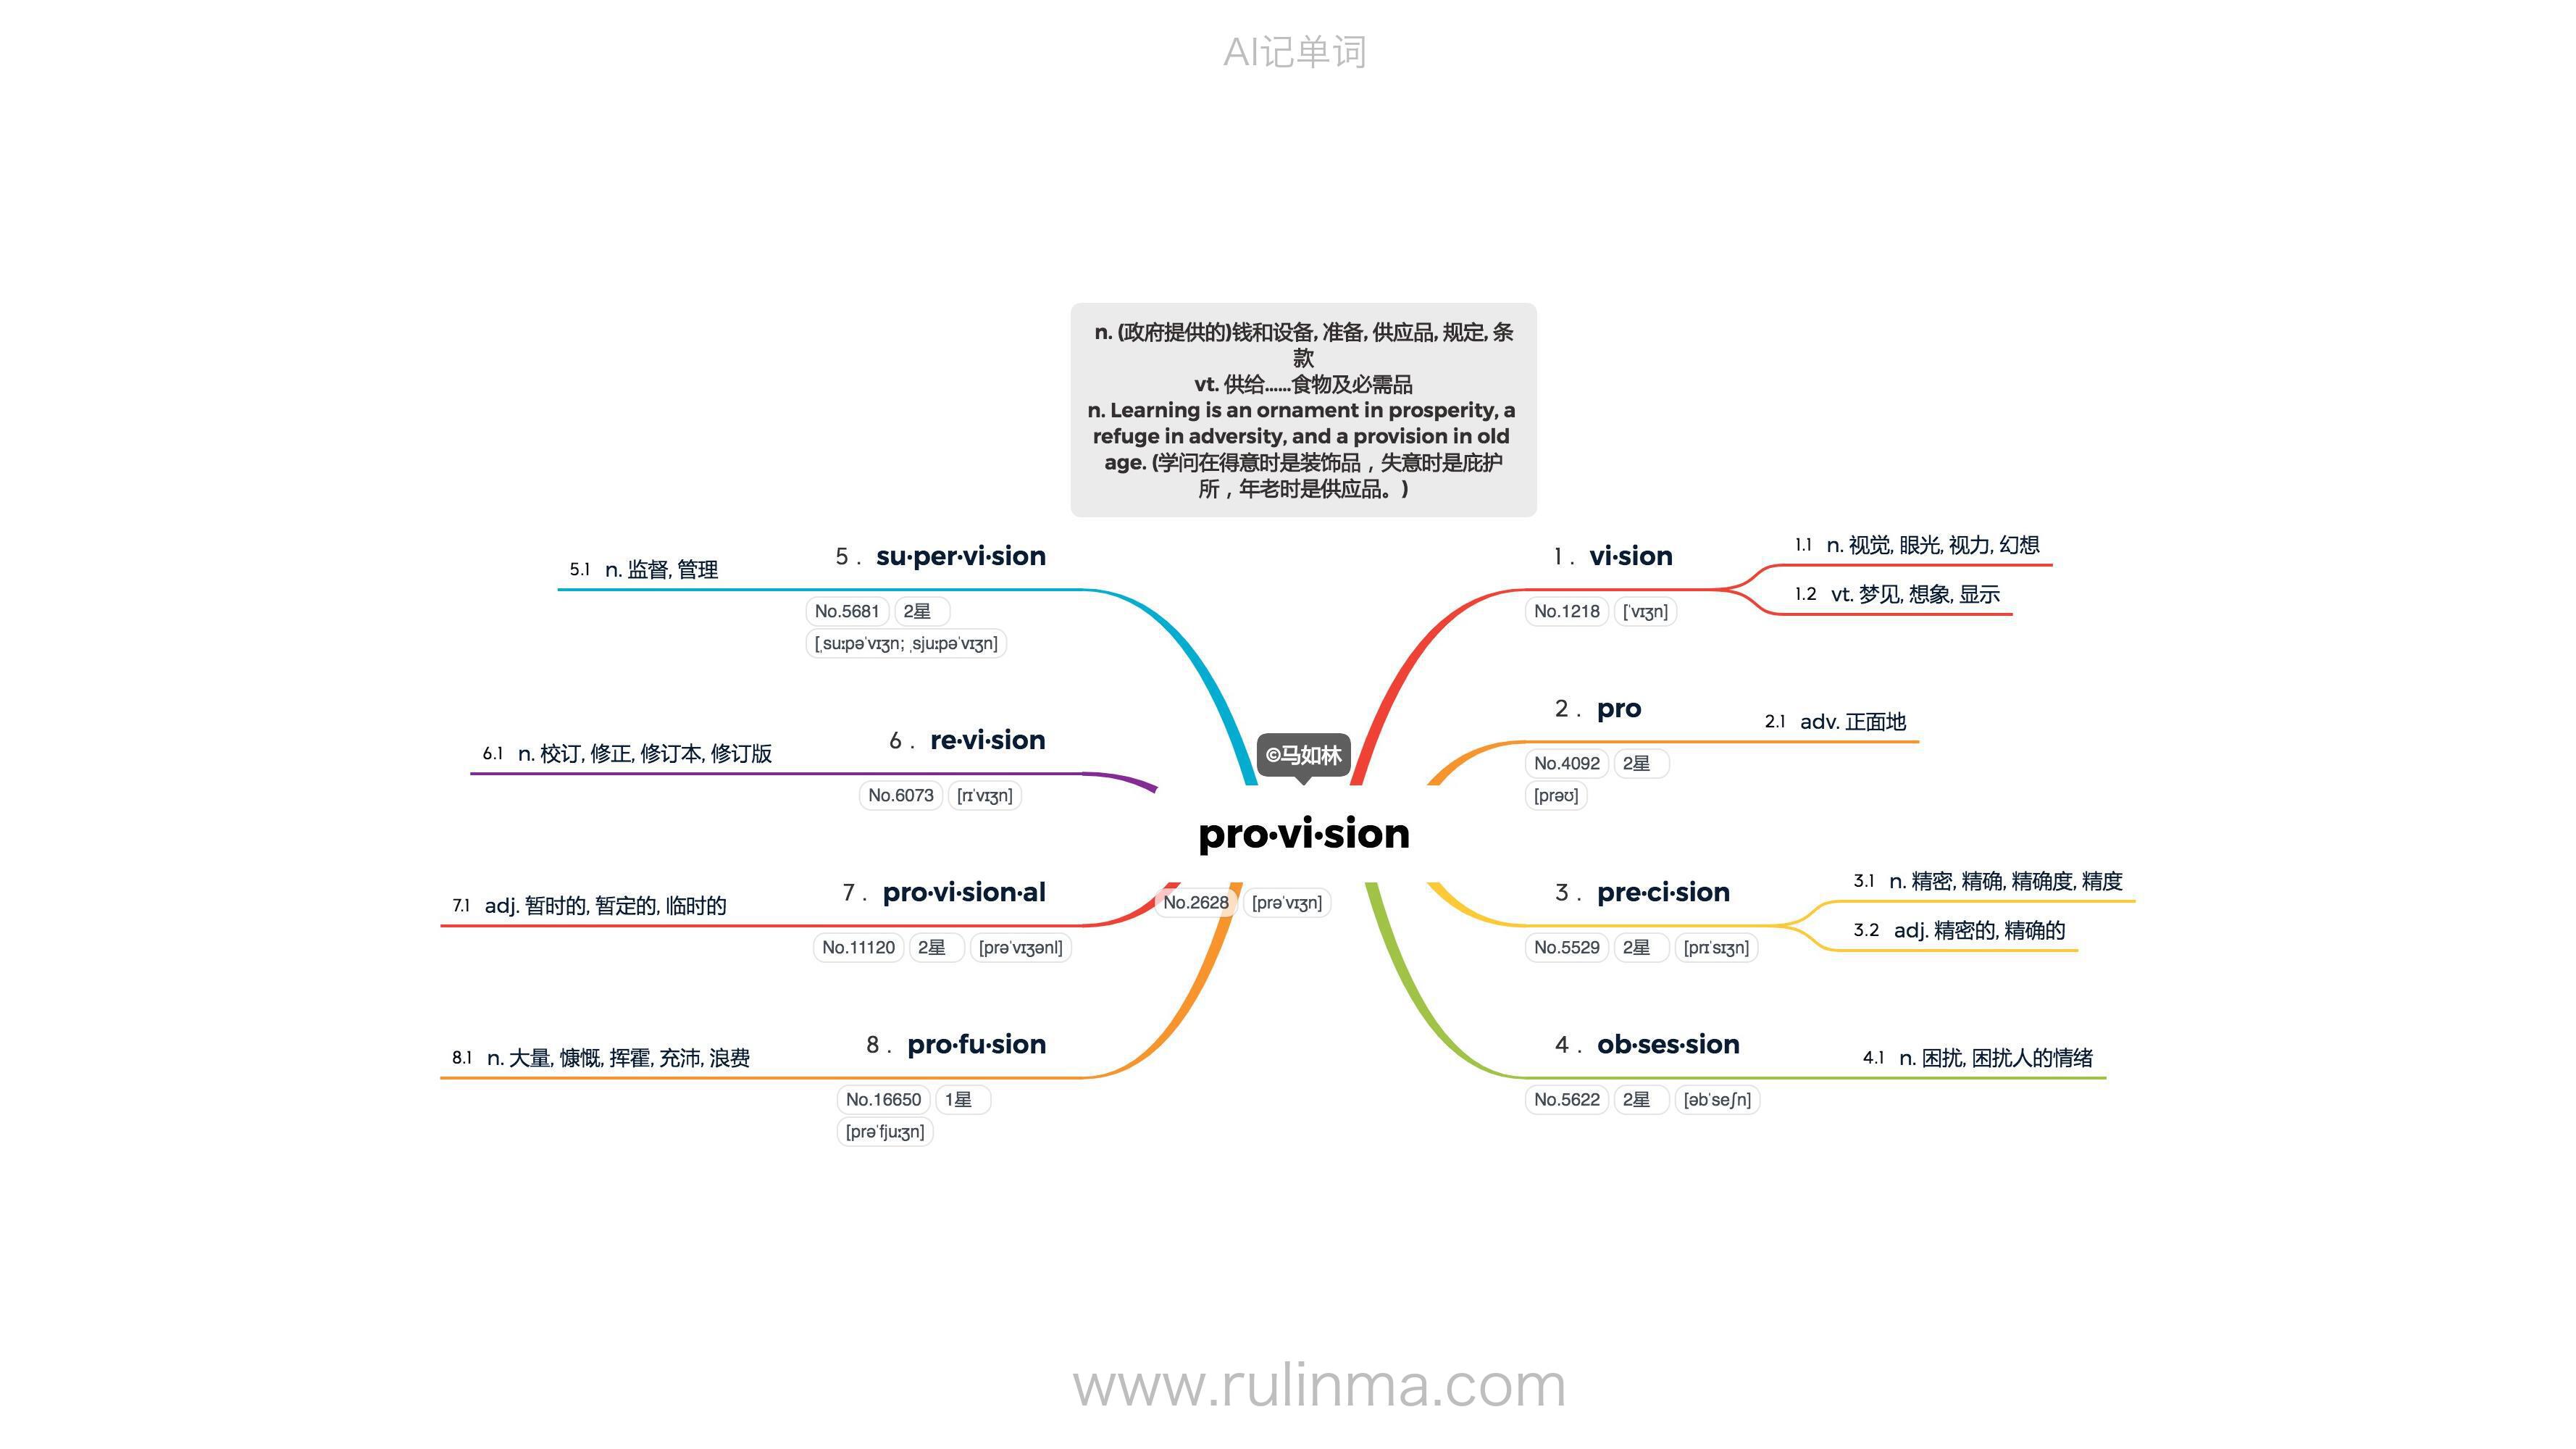 AI记单词
n. (政府提供的)钱和设备, 准备, 供应品, 规定, 条
款
vt. 供给……食物及必需品
n. Learning is an ornament in prosperity, a
refuge in adversity, and a provision in old
age. (学问在得意时是装饰品，失意时是庇护
所，年老时是供应品。)
©马如林
pro·vi·sion
No.2628 [prəˈvɪʒn]
1. vi·sion
No.1218 [ˈvɪʒn]
1.1 n. 视觉, 眼光, 视力, 幻想
1.2 vt. 梦见, 想象, 显示
2. pro
No.4092 2星
[prəʊ]
2.1 adv. 正面地
3. pre·ci·sion
No.5529 2星 [prɪˈsɪʒn]
3.1 n. 精密, 精确, 精确度, 精度
3.2 adj. 精密的, 精确的
4. ob·ses·sion
No.5622 2星 [əbˈseʃn]
4.1 n. 困扰, 困扰人的情绪
5. su·per·vi·sion
No.5681 2星
[ˌsuːpəˈvɪʒn; ˌsjuːpəˈvɪʒn]
5.1 n. 监督, 管理
6. re·vi·sion
No.6073 [rɪˈvɪʒn]
6.1 n. 校订, 修正, 修订本, 修订版
7. pro·vi·sion·al
No.11120 2星 [prəˈvɪʒənl]
7.1 adj. 暂时的, 暂定的, 临时的
8. pro·fu·sion
No.16650 1星
[prəˈfjuːʒn]
8.1 n. 大量, 慷慨, 挥霍, 充沛, 浪费
www.rulinma.com